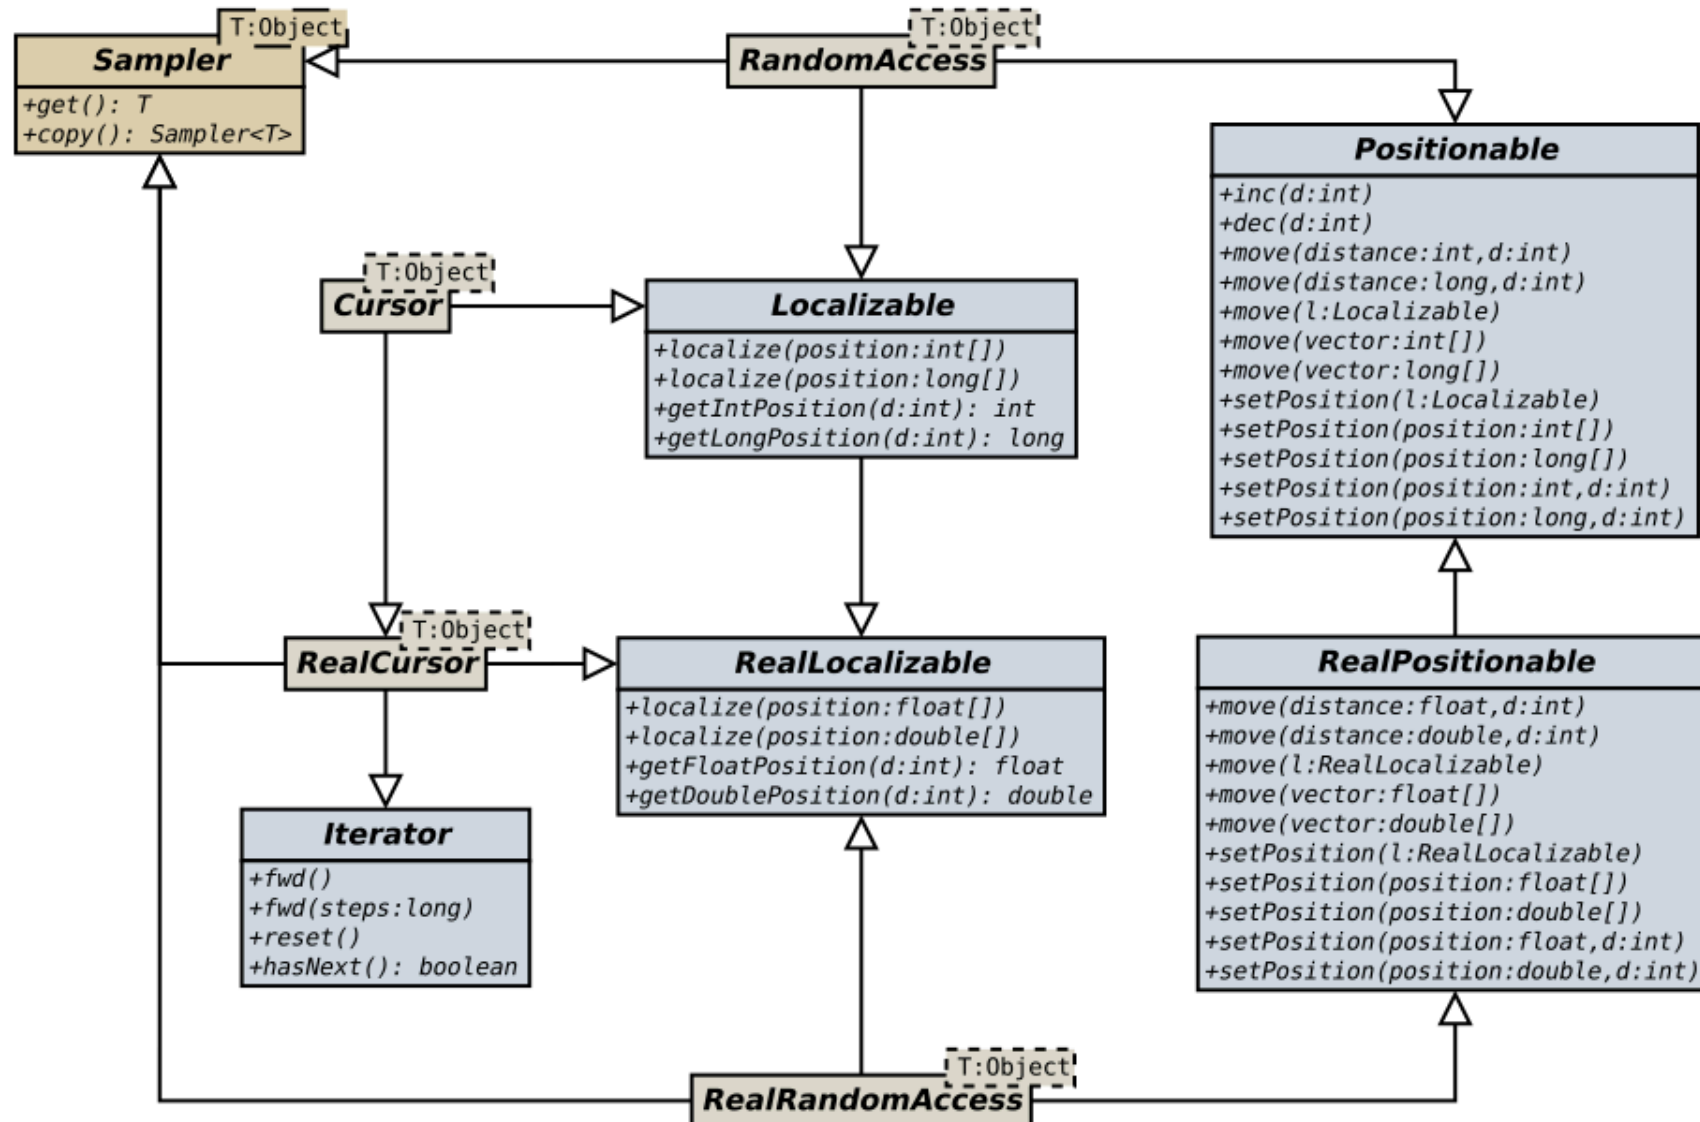 T:Object
Sampler
+get(): T
+copy(): Sampler<T>
T:Object
RandomAccess
Positionable
+inc(d:int)
+dec(d:int)
+move(distance:int,d:int)
+move(distance:long,d:int)
+move(l:Localizable)
+move(vector:int[])
+move(vector:long[])
+setPosition(l:Localizable)
+setPosition(position:int[])
+setPosition(position:long[])
+setPosition(position:int,d:int)
+setPosition(position:long,d:int)
T:Object
Cursor
Localizable
+localize(position:int[])
+localize(position:long[])
+getIntPosition(d:int): int
+getLongPosition(d:int): long
T:Object
RealCursor
RealLocalizable
+localize(position:float[])
+localize(position:double[])
+getFloatPosition(d:int): float
+getDoublePosition(d:int): double
RealPositionable
+move(distance:float,d:int)
+move(distance:double,d:int)
+move(l:RealLocalizable)
+move(vector:float[])
+move(vector:double[])
+setPosition(l:RealLocalizable)
+setPosition(position:float[])
+setPosition(position:double[])
+setPosition(position:float,d:int)
+setPosition(position:double,d:int)
Iterator
+fwd()
+fwd(steps:long)
+reset()
+hasNext(): boolean
T:Object
RealRandomAccess